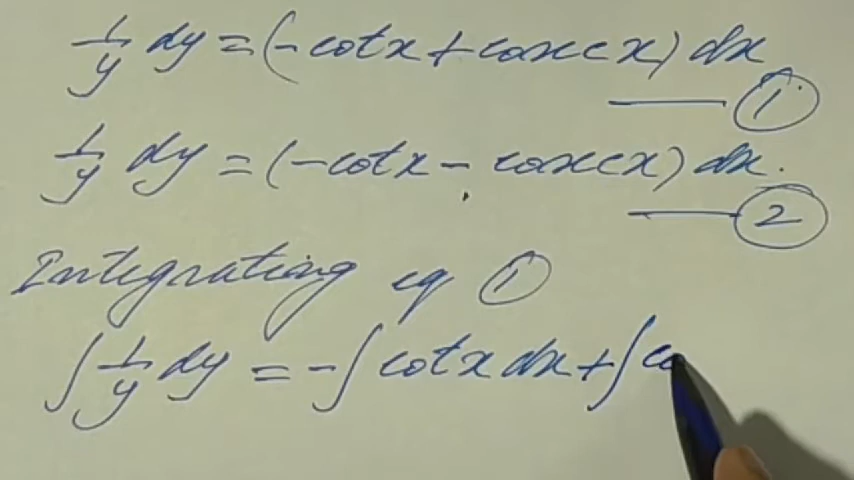 1/y dy = (- cotx + cosecx) dx
——— ①
1/y dy = (-cotx - cosecx) dx.
——— ②
Integrating eq ①
∫ 1/y dy = -∫ cotx dx + ∫ co